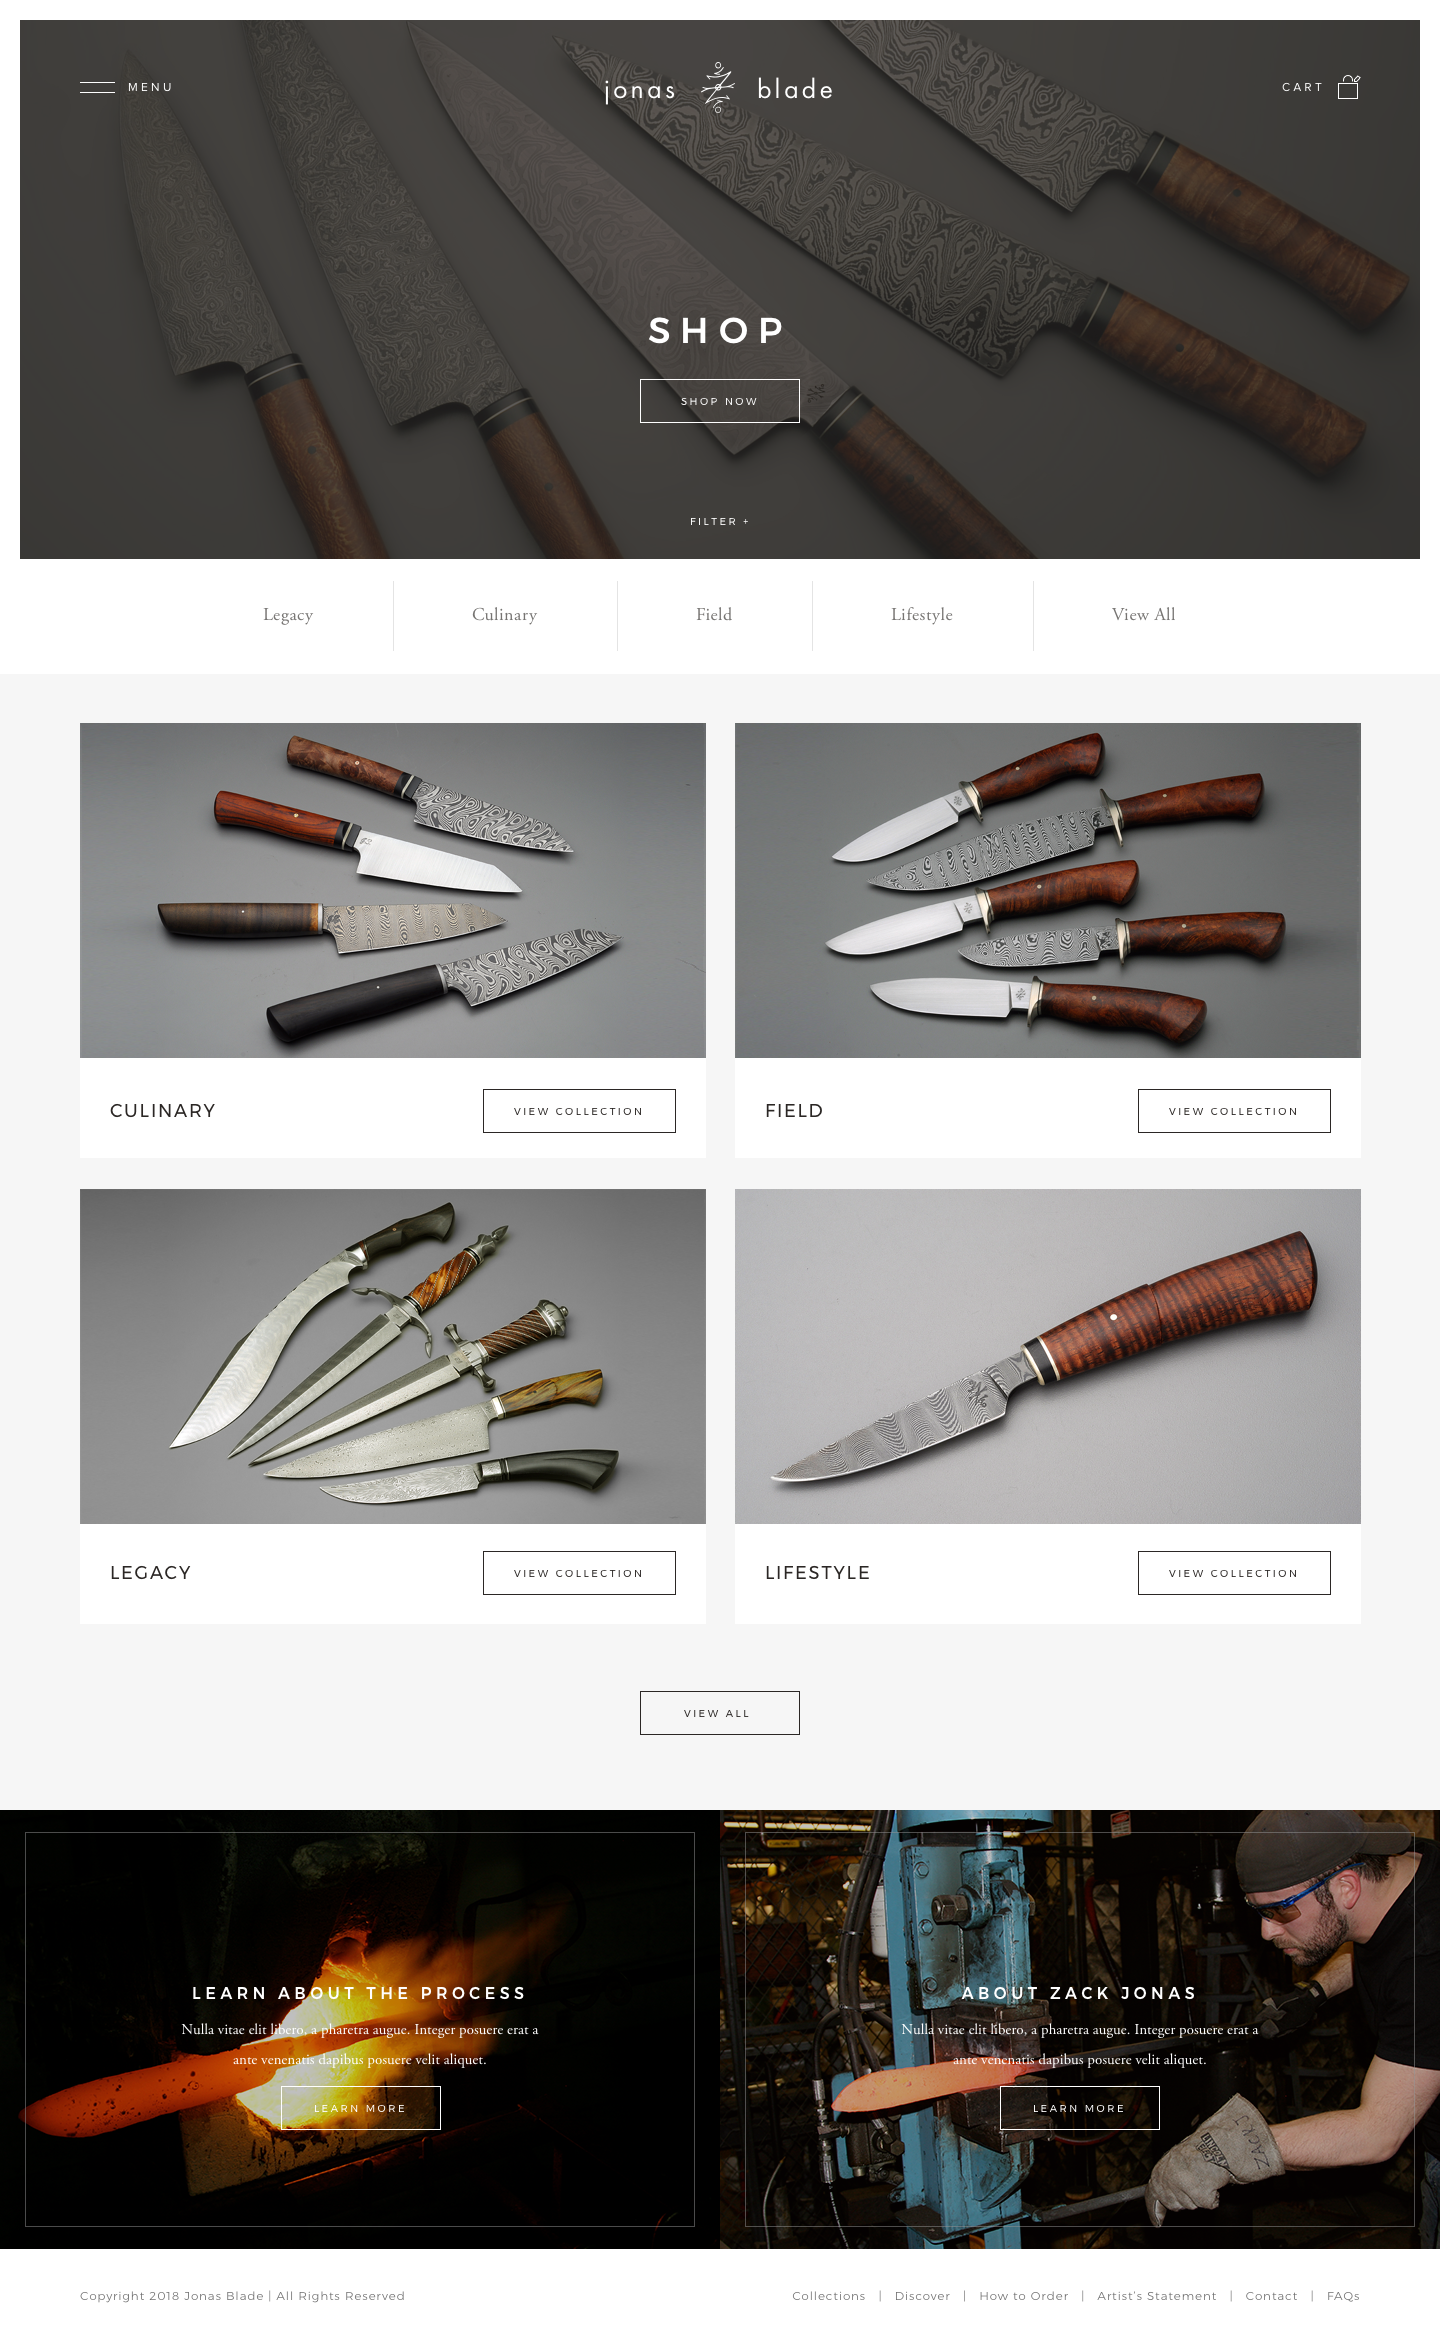 MENU
jonas blade
CART
SHOP
SHOP NOW
FILTER +
Legacy
Culinary
Field
Lifestyle
View All
CULINARY
VIEW COLLECTION
FIELD
VIEW COLLECTION
LEGACY
VIEW COLLECTION
LIFESTYLE
VIEW COLLECTION
VIEW ALL
LEARN ABOUT THE PROCESS
Nulla vitae elit libero, a pharetra augue. Integer posuere erat a
ante venenatis dapibus posuere velit aliquet.
LEARN MORE
ABOUT ZACK JONAS
Nulla vitae elit libero, a pharetra augue. Integer posuere erat a
ante venenatis dapibus posuere velit aliquet.
LEARN MORE
ZACK J
Copyright 2018 Jonas Blade | All Rights Reserved
Collections | Discover | How to Order | Artist's Statement | Contact | FAQs